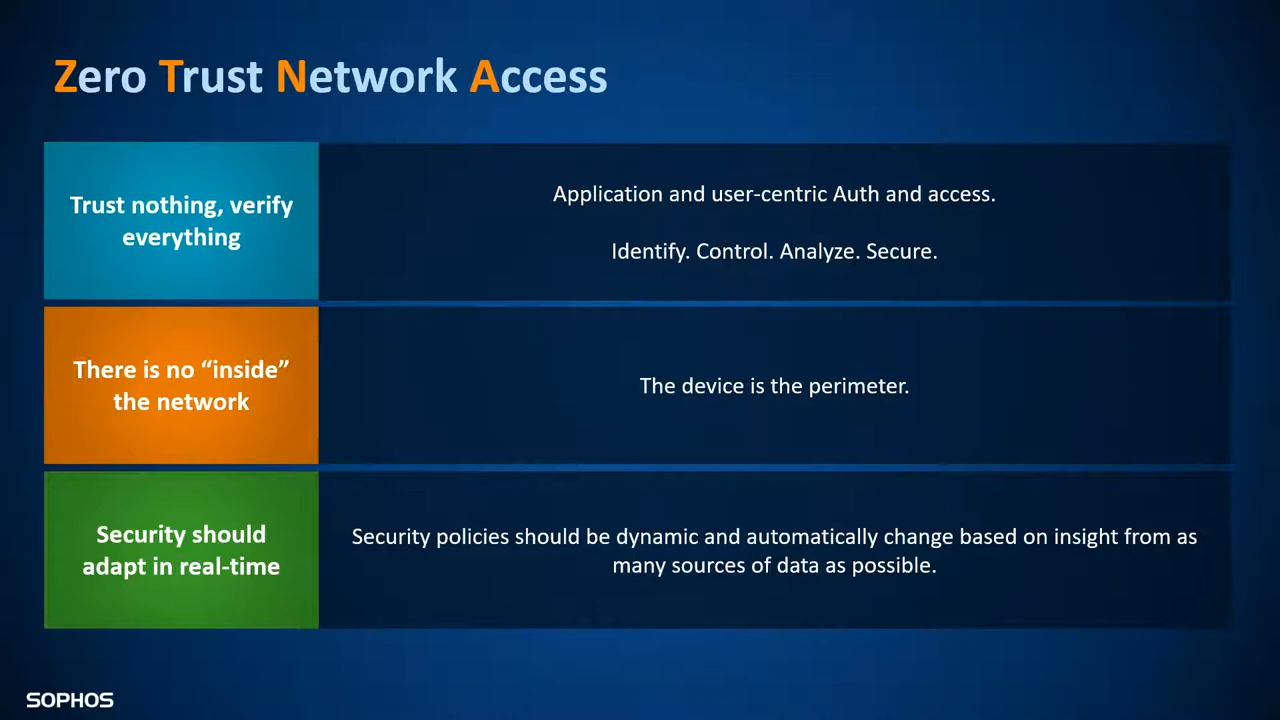 Zero Trust Network Access
Trust nothing, verify
everything
Application and user-centric Auth and access.
Identify. Control. Analyze. Secure.
There is no “inside”
the network
The device is the perimeter.
Security should
adapt in real-time
Security policies should be dynamic and automatically change based on insight from as
many sources of data as possible.
SOPHOS